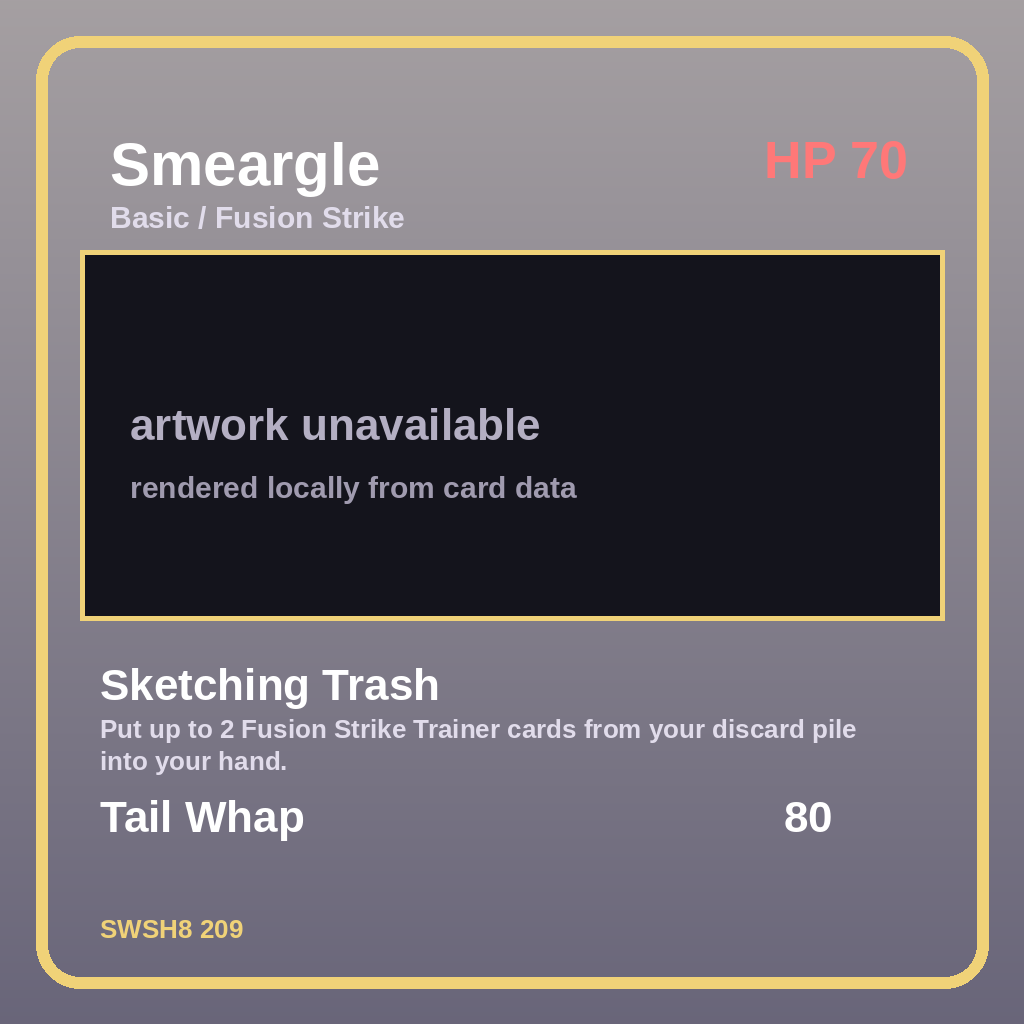 Smeargle
HP 70
Basic / Fusion Strike
artwork unavailable
rendered locally from card data
Sketching Trash
Put up to 2 Fusion Strike Trainer cards from your discard pile
into your hand.
Tail Whap
80
SWSH8 209